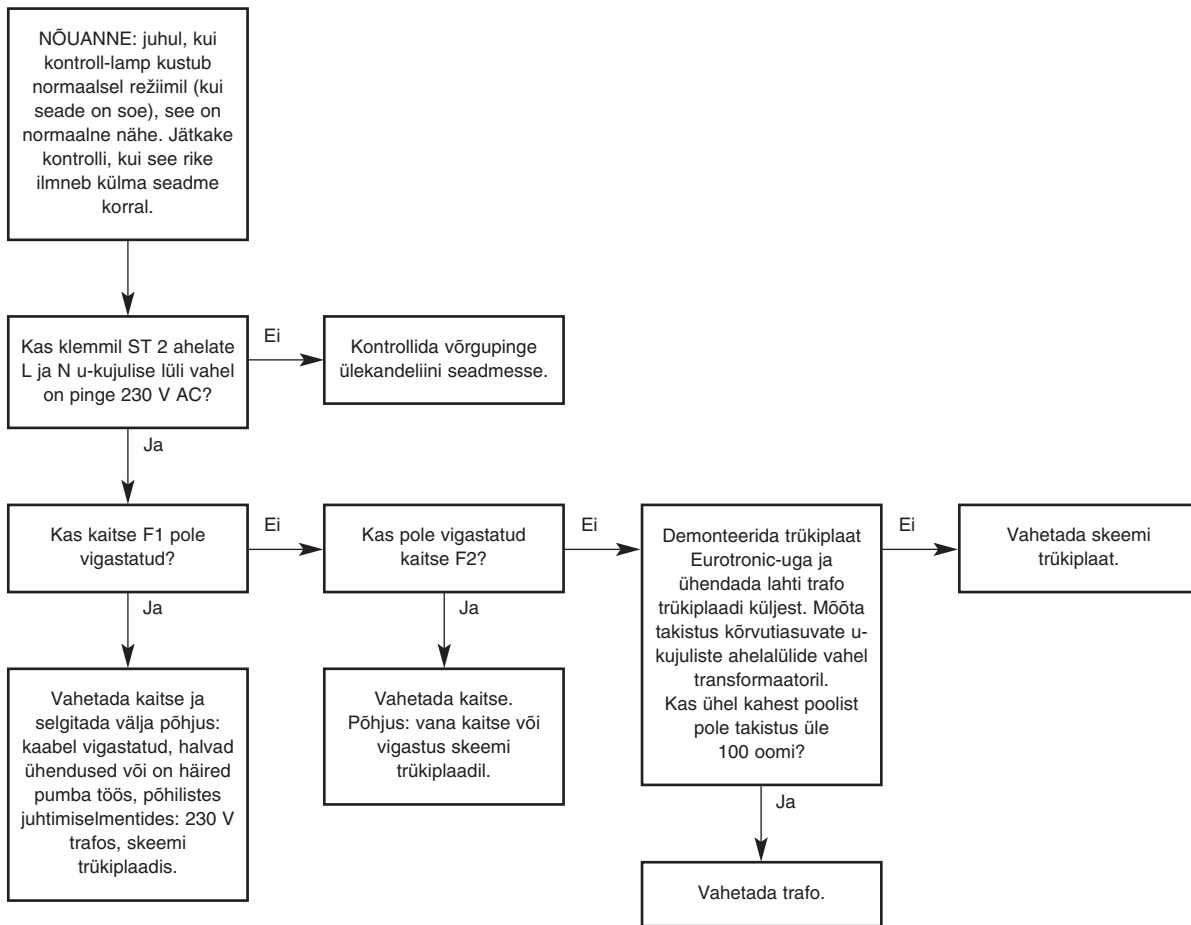 NÕUANNE: juhul, kui
kontroll-lamp kustub
normaalsel režiimil (kui
seade on soe), see on
normaalne nähe. Jätkake
kontrolli, kui see rike
ilmneb külma seadme
korral.
Kas klemmil ST 2 ahelate
L ja N u-kujulise lüli vahel
on pinge 230 V AC?
Ei
Kontrollida võrgupinge
ülekandeliini seadmesse.
Ja
Kas kaitse F1 pole
vigastatud?
Ei
Kas pole vigastatud
kaitse F2?
Ei
Demonteerida trükiplaat
Eurotronic-uga ja
ühendada lahti trafo
trükiplaadi küljest. Mõõta
takistus kõrvutiasuvate u-
kujuliste ahelalülide vahel
transformaatoril.
Kas ühel kahest poolist
pole takistus üle
100 oomi?
Ei
Vahetada skeemi
trükiplaat.
Ja
Vahetada kaitse ja
selgitada välja põhjus:
kaabel vigastatud, halvad
ühendused või on häired
pumba töös, põhilistes
juhtimiselmentides: 230 V
trafos, skeemi
trükiplaadis.
Ja
Vahetada kaitse.
Põhjus: vana kaitse või
vigastus skeemi
trükiplaadil.
Ja
Vahetada trafo.